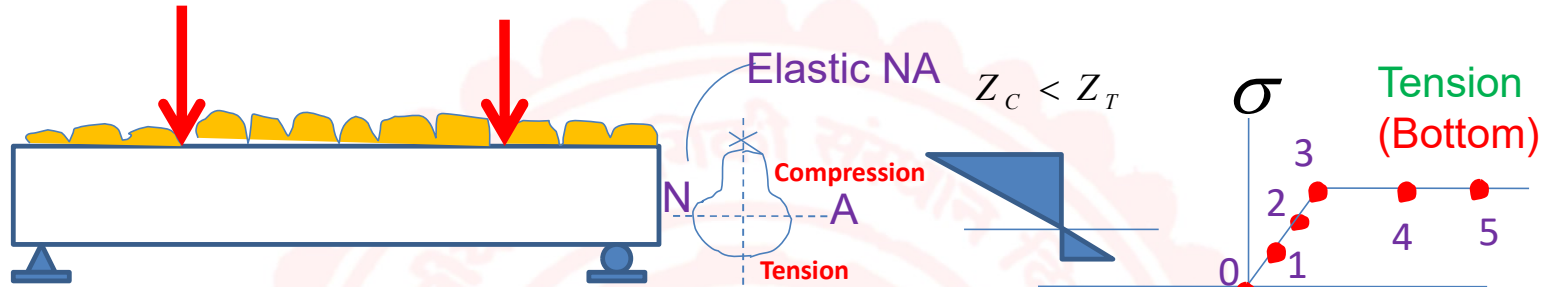 Elastic NA
N
A
Compression
Tension
Z_C < Z_T
σ
Tension
(Bottom)
0
1
2
3
4
5